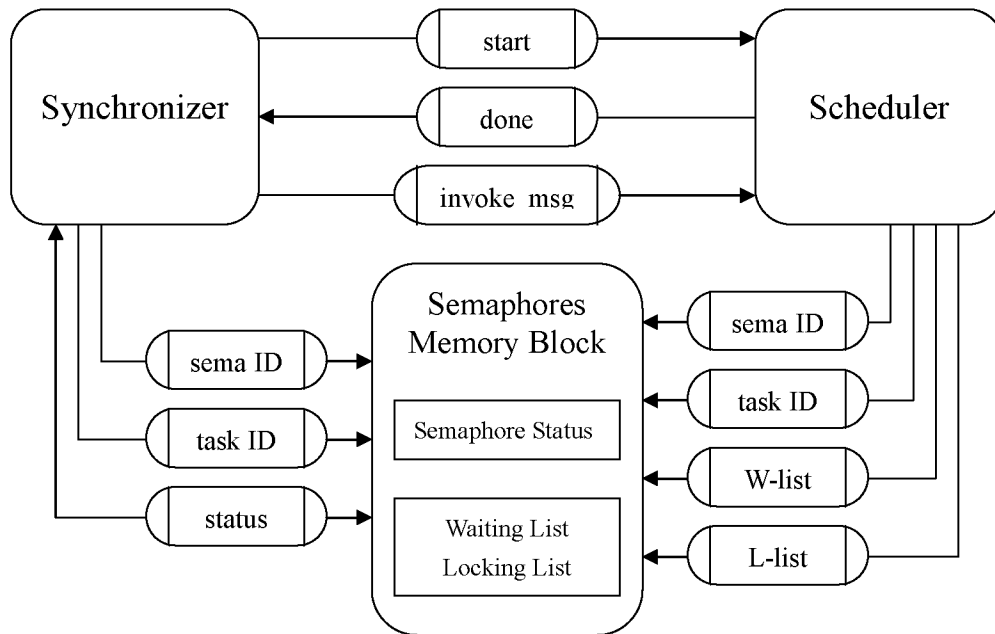 start
Synchronizer
Scheduler
done
invoke_msg
Semaphores
Memory Block
sema ID
sema ID
task ID
Semaphore Status
task ID
W-list
status
Waiting List
Locking List
L-list